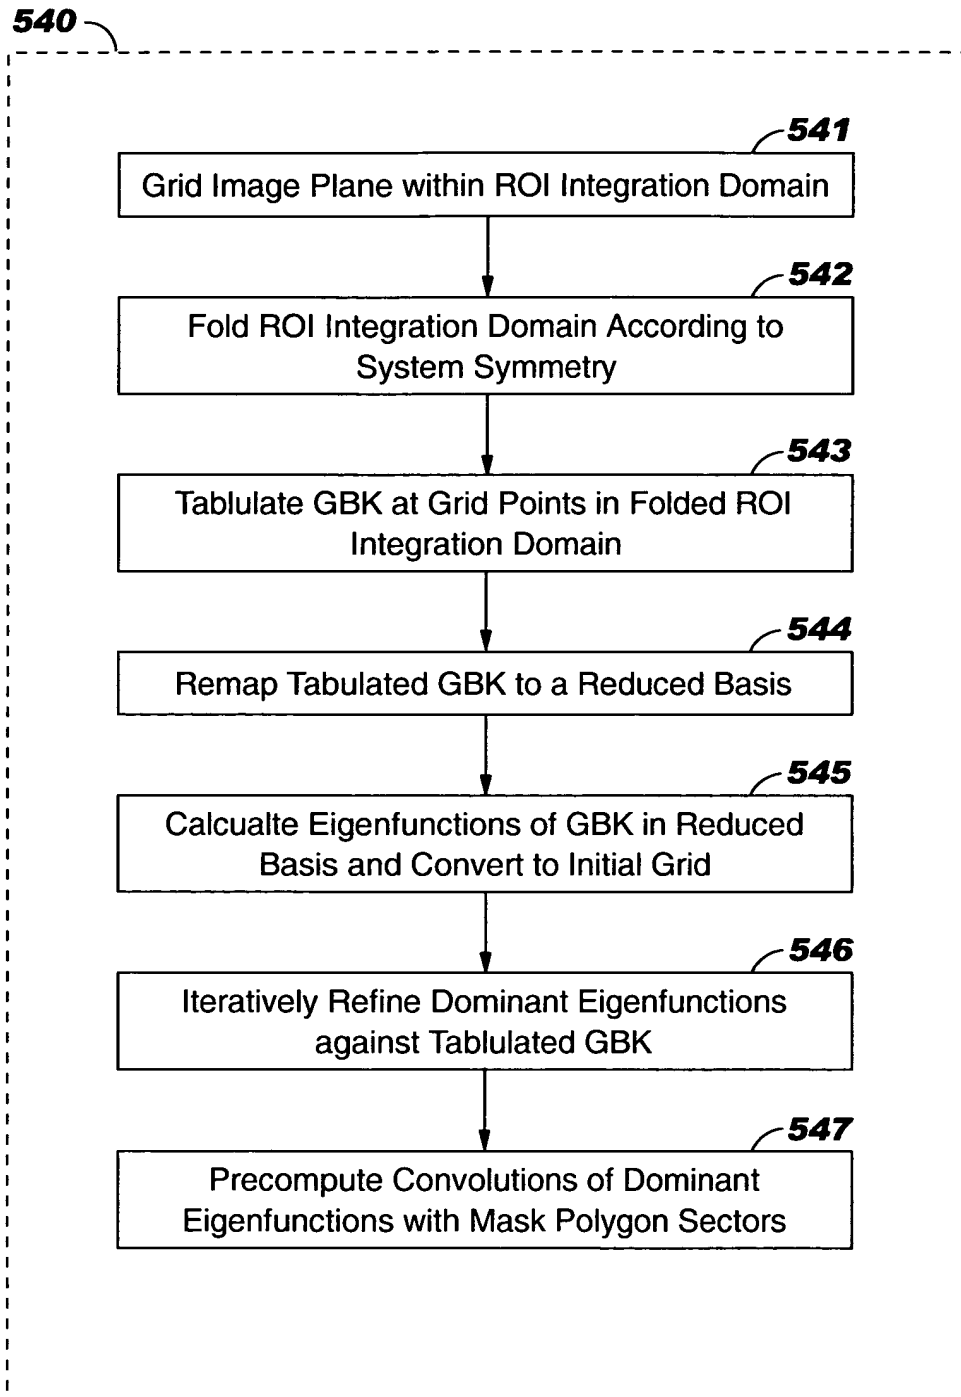 540
541
Grid Image Plane within ROI Integration Domain
542
Fold ROI Integration Domain According to
System Symmetry
543
Tablulate GBK at Grid Points in Folded ROI
Integration Domain
544
Remap Tabulated GBK to a Reduced Basis
545
Calcualte Eigenfunctions of GBK in Reduced
Basis and Convert to Initial Grid
546
Iteratively Refine Dominant Eigenfunctions
against Tablulated GBK
547
Precompute Convolutions of Dominant
Eigenfunctions with Mask Polygon Sectors